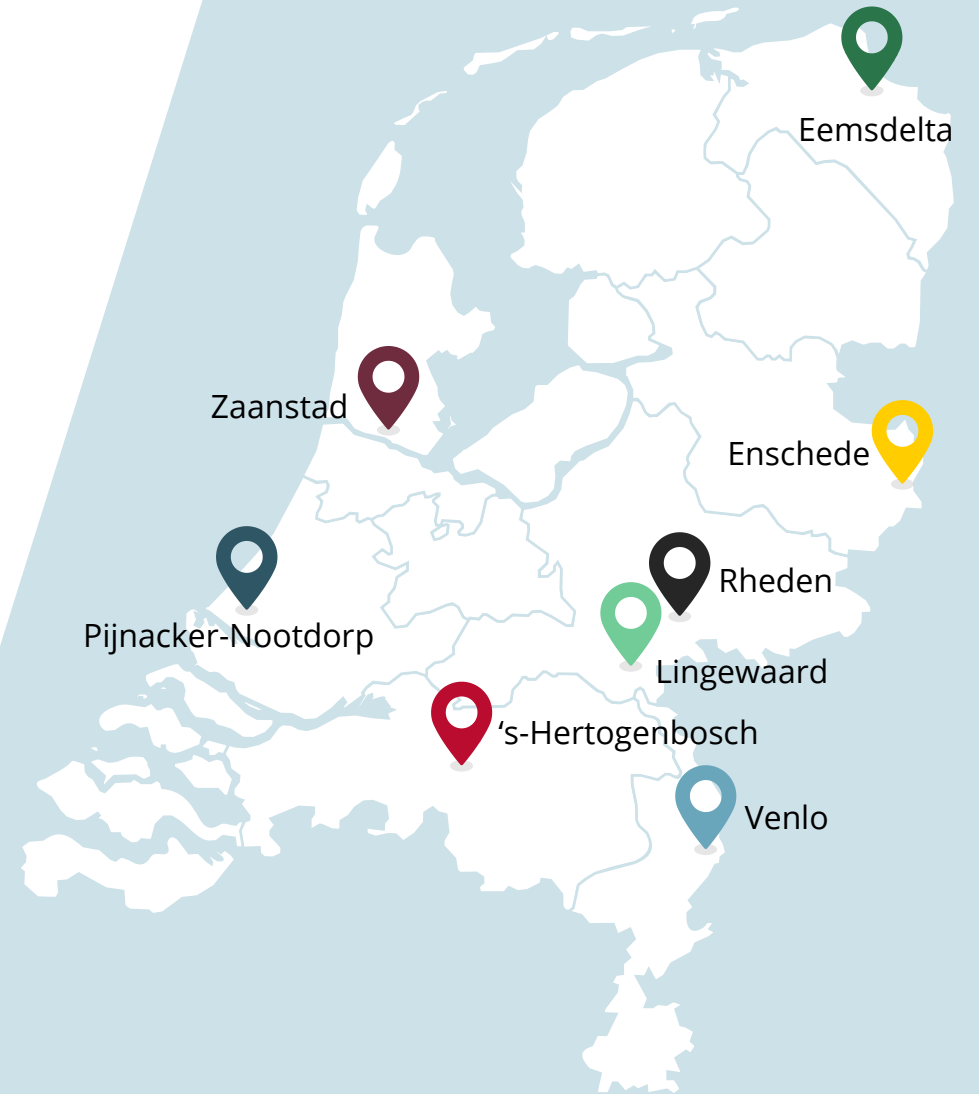 Eemsdelta
Zaanstad
Enschede
Rheden
Pijnacker-Nootdorp
Lingewaard
‘s-Hertogenbosch
Venlo